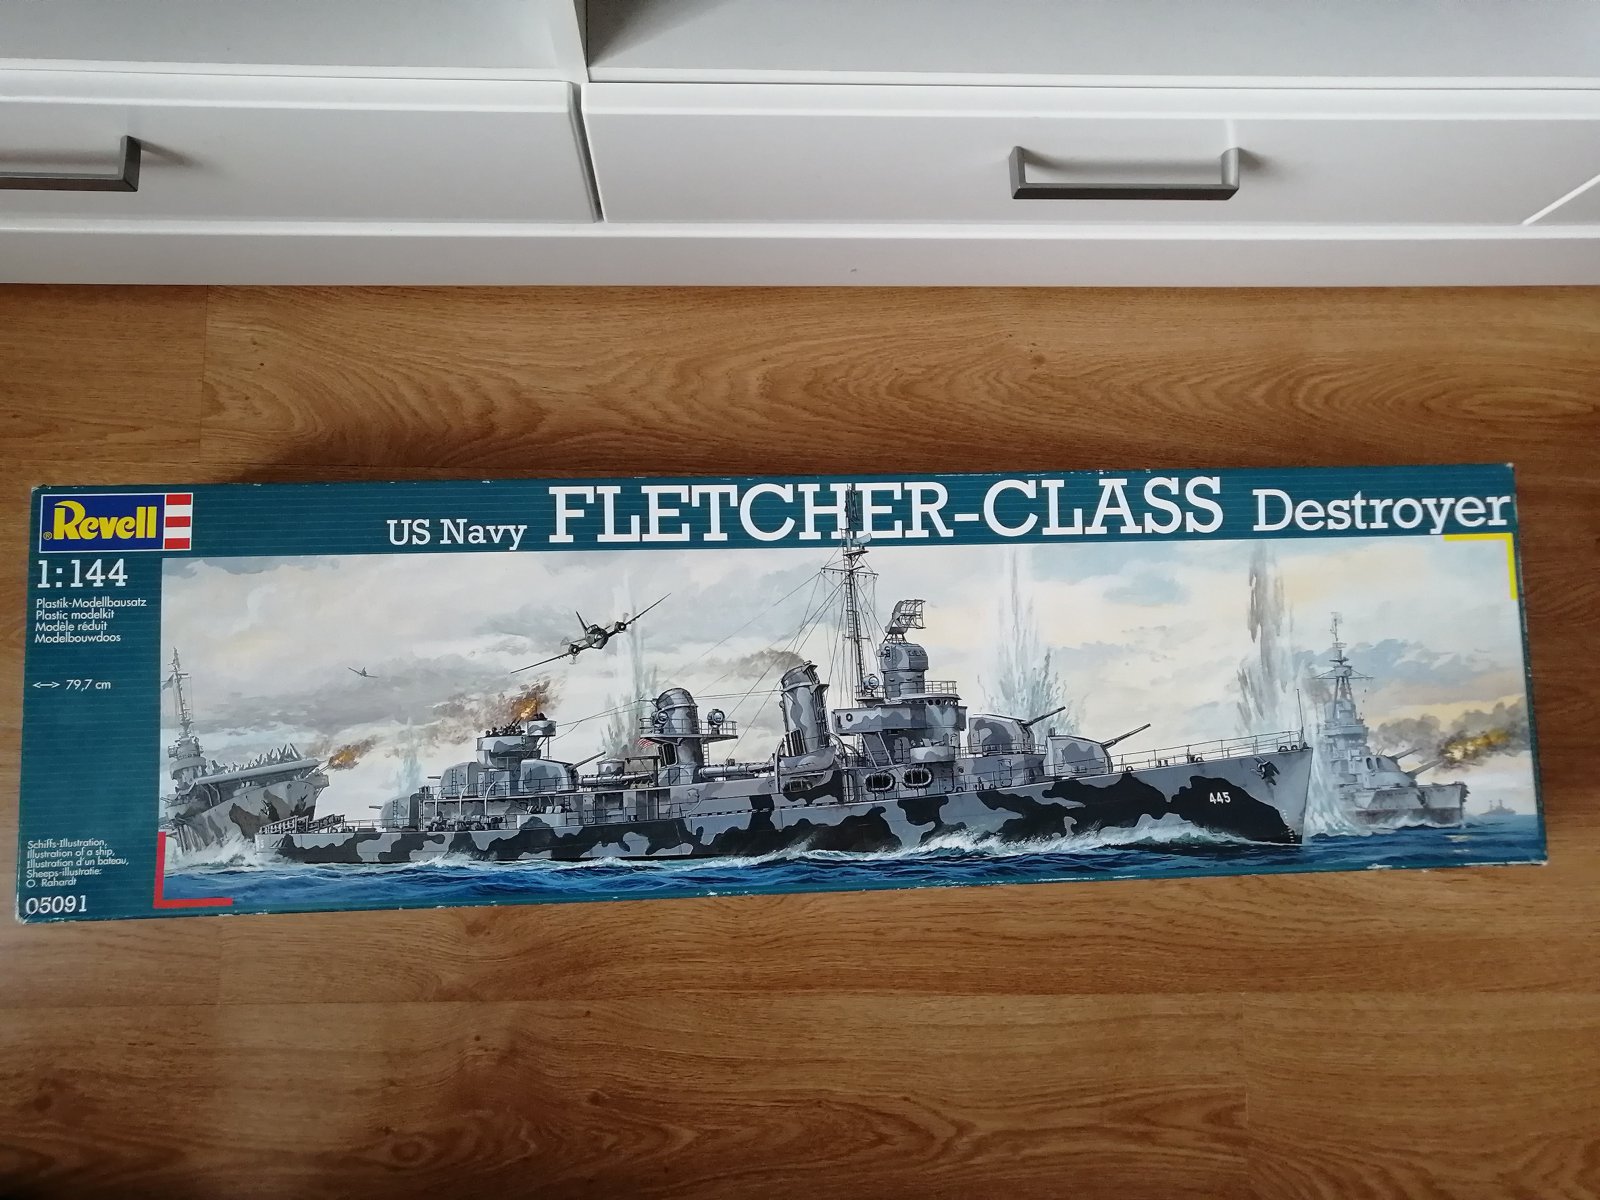 ®Revell
US Navy FLETCHER-CLASS Destroyer
1:144
Plastik-Modellbausatz
Plastic modelkit
Modèle réduit
Modelbouwdoos
79,7 cm
445
Schiffs-Illustration,
Illustration of a ship,
Illustration d'un bateau,
Sheeps-illustratie:
O. Rahardt
05091